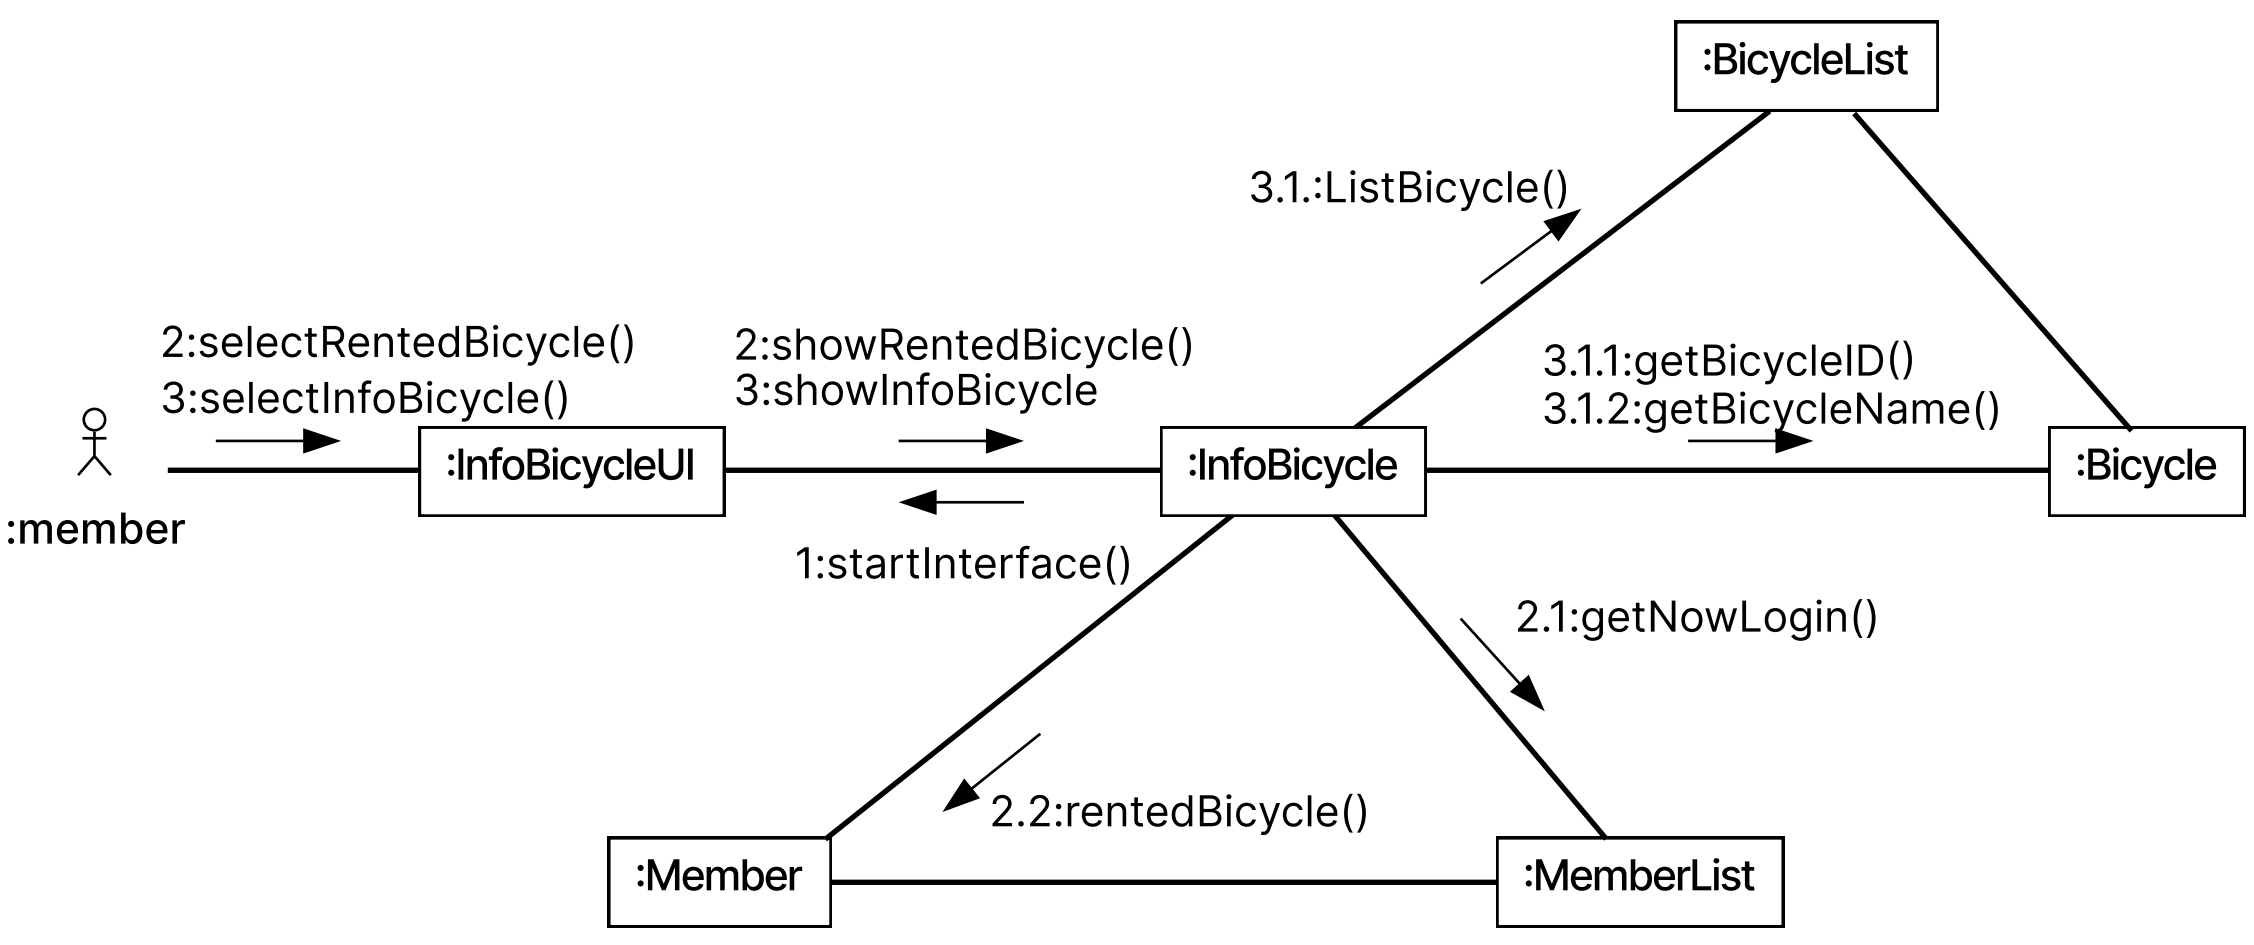 :BicycleList
3.1.:ListBicycle()
2:selectRentedBicycle()
3:selectInfoBicycle()
2:showRentedBicycle()
3:showInfoBicycle
3.1.1:getBicycleID()
3.1.2:getBicycleName()
:member
:InfoBicycleUI
:InfoBicycle
:Bicycle
1:startInterface()
2.1:getNowLogin()
2.2:rentedBicycle()
:Member
:MemberList